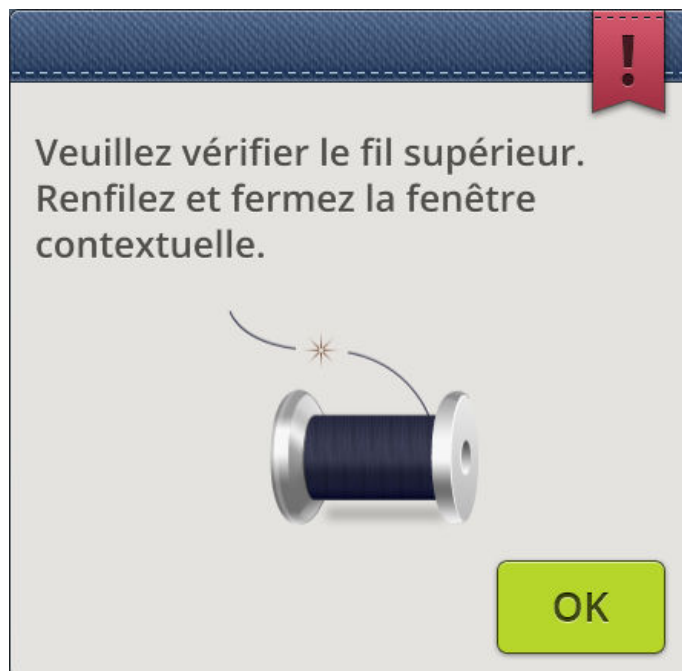 !
Veuillez vérifier le fil supérieur.
Renfilez et fermez la fenêtre
contextuelle.
OK